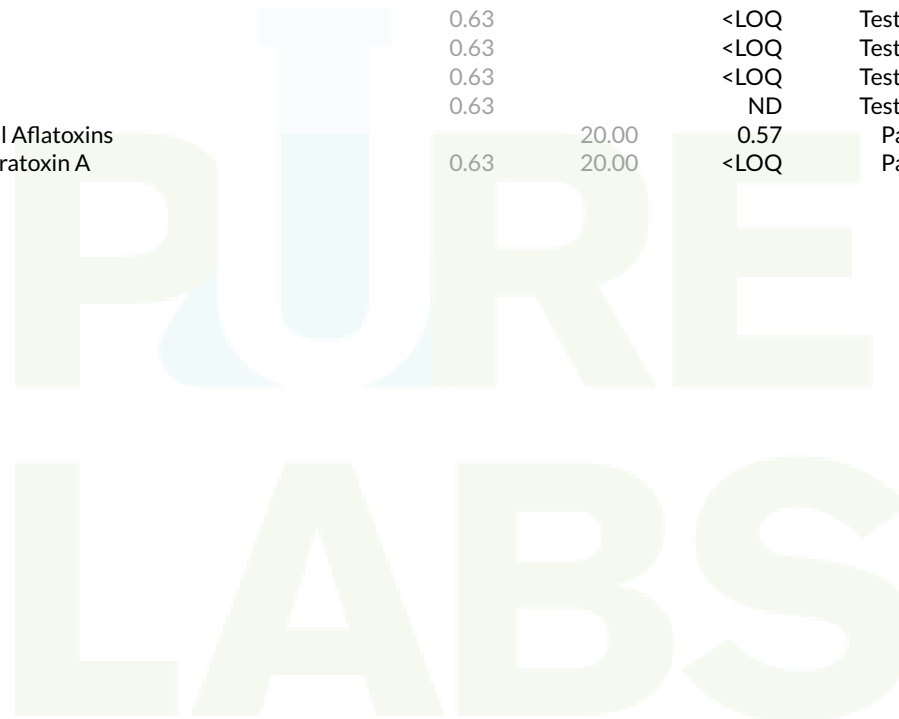 0.63 <LOQ Test
0.63 <LOQ Test
0.63 <LOQ Test
0.63 ND Test
l Aflatoxins 20.00 0.57 Pa
ratoxin A 0.63 20.00 <LOQ Pa
PURE
LABS